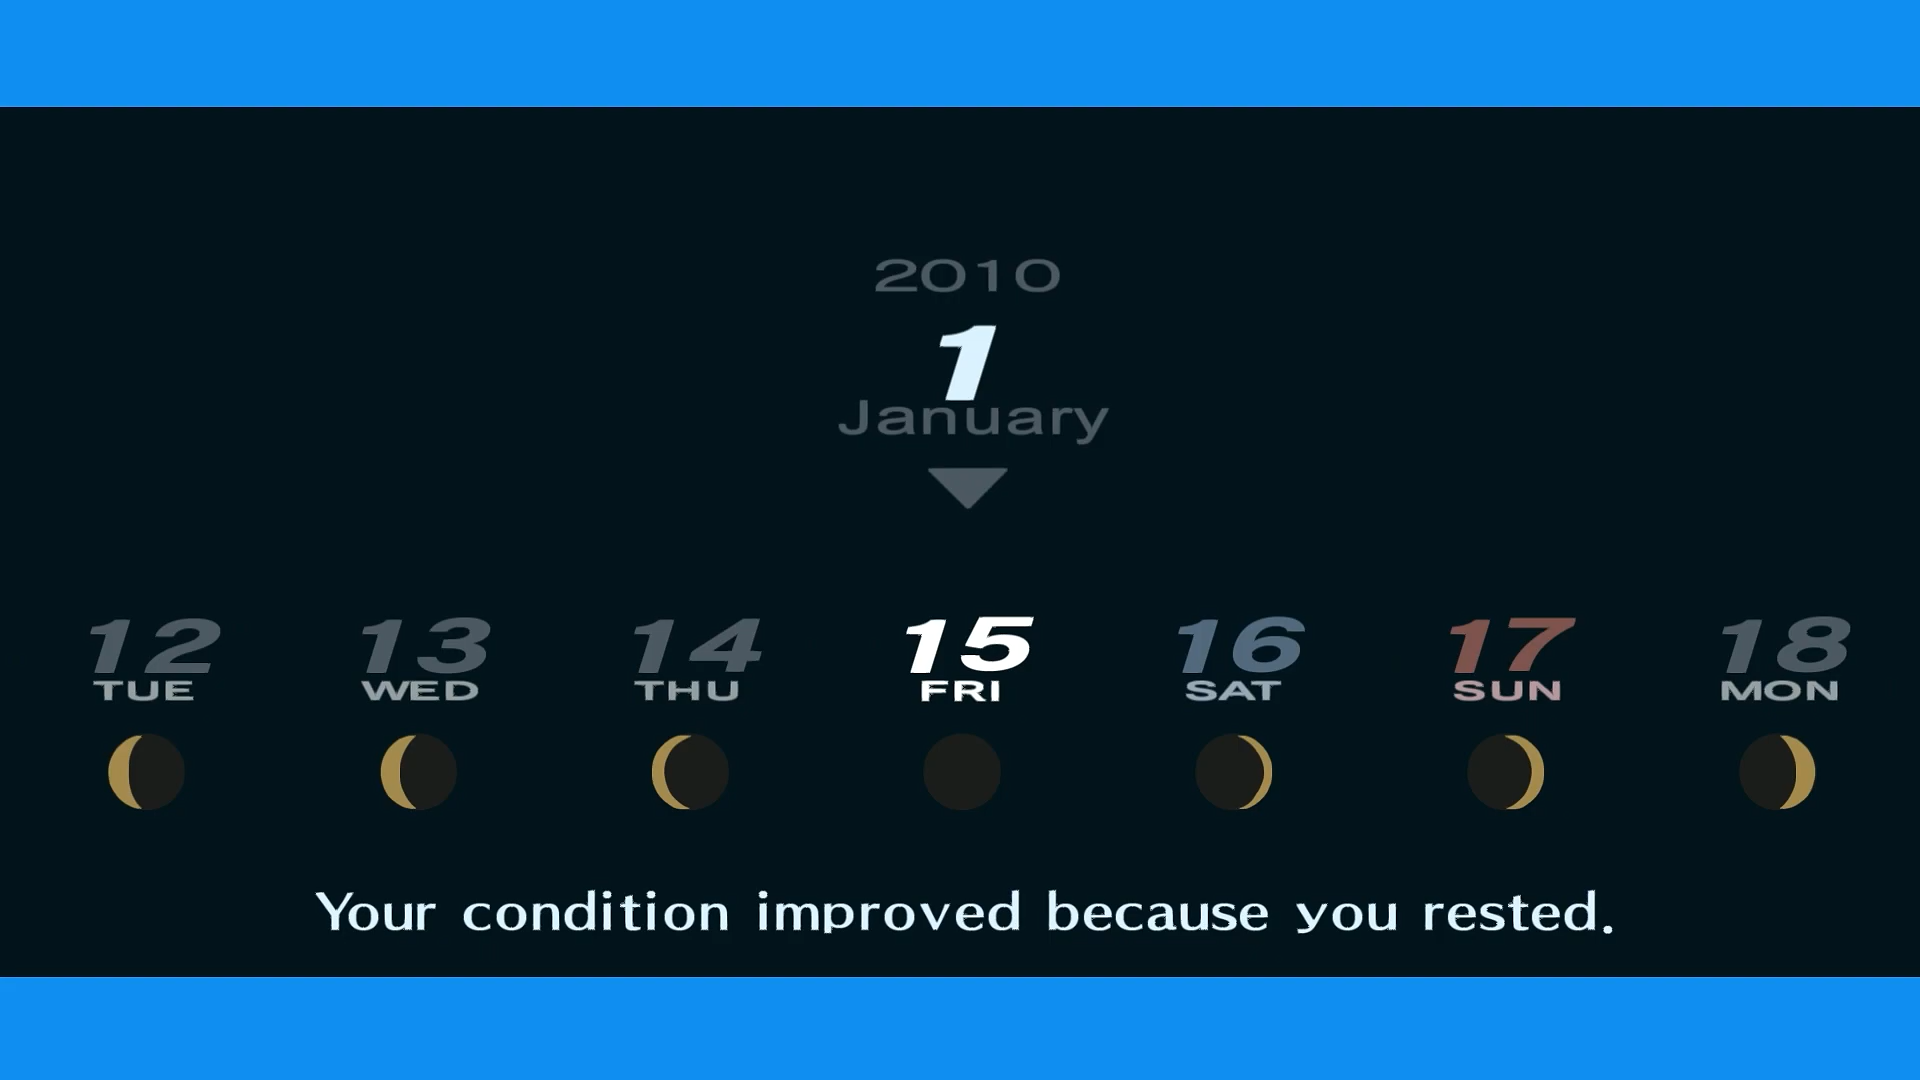 2010
1
January
12 13 14 15 16 17 18
TUE WED THU FRI SAT SUN MON
Your condition improved because you rested.